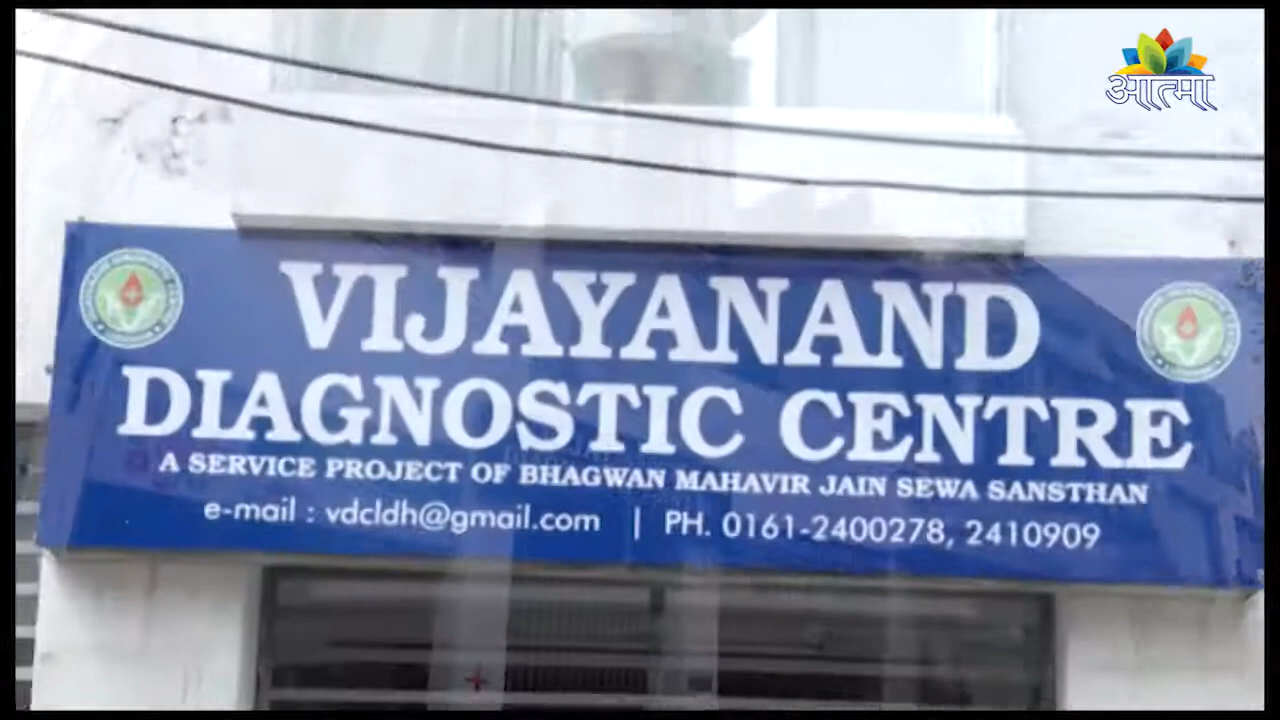 आत्मा
VIJAYANAND
DIAGNOSTIC CENTRE
A SERVICE PROJECT OF BHAGWAN MAHAVIR JAIN SEWA SANSTHAN
e-mail : vdcldh@gmail.com | PH. 0161-2400278, 2410909